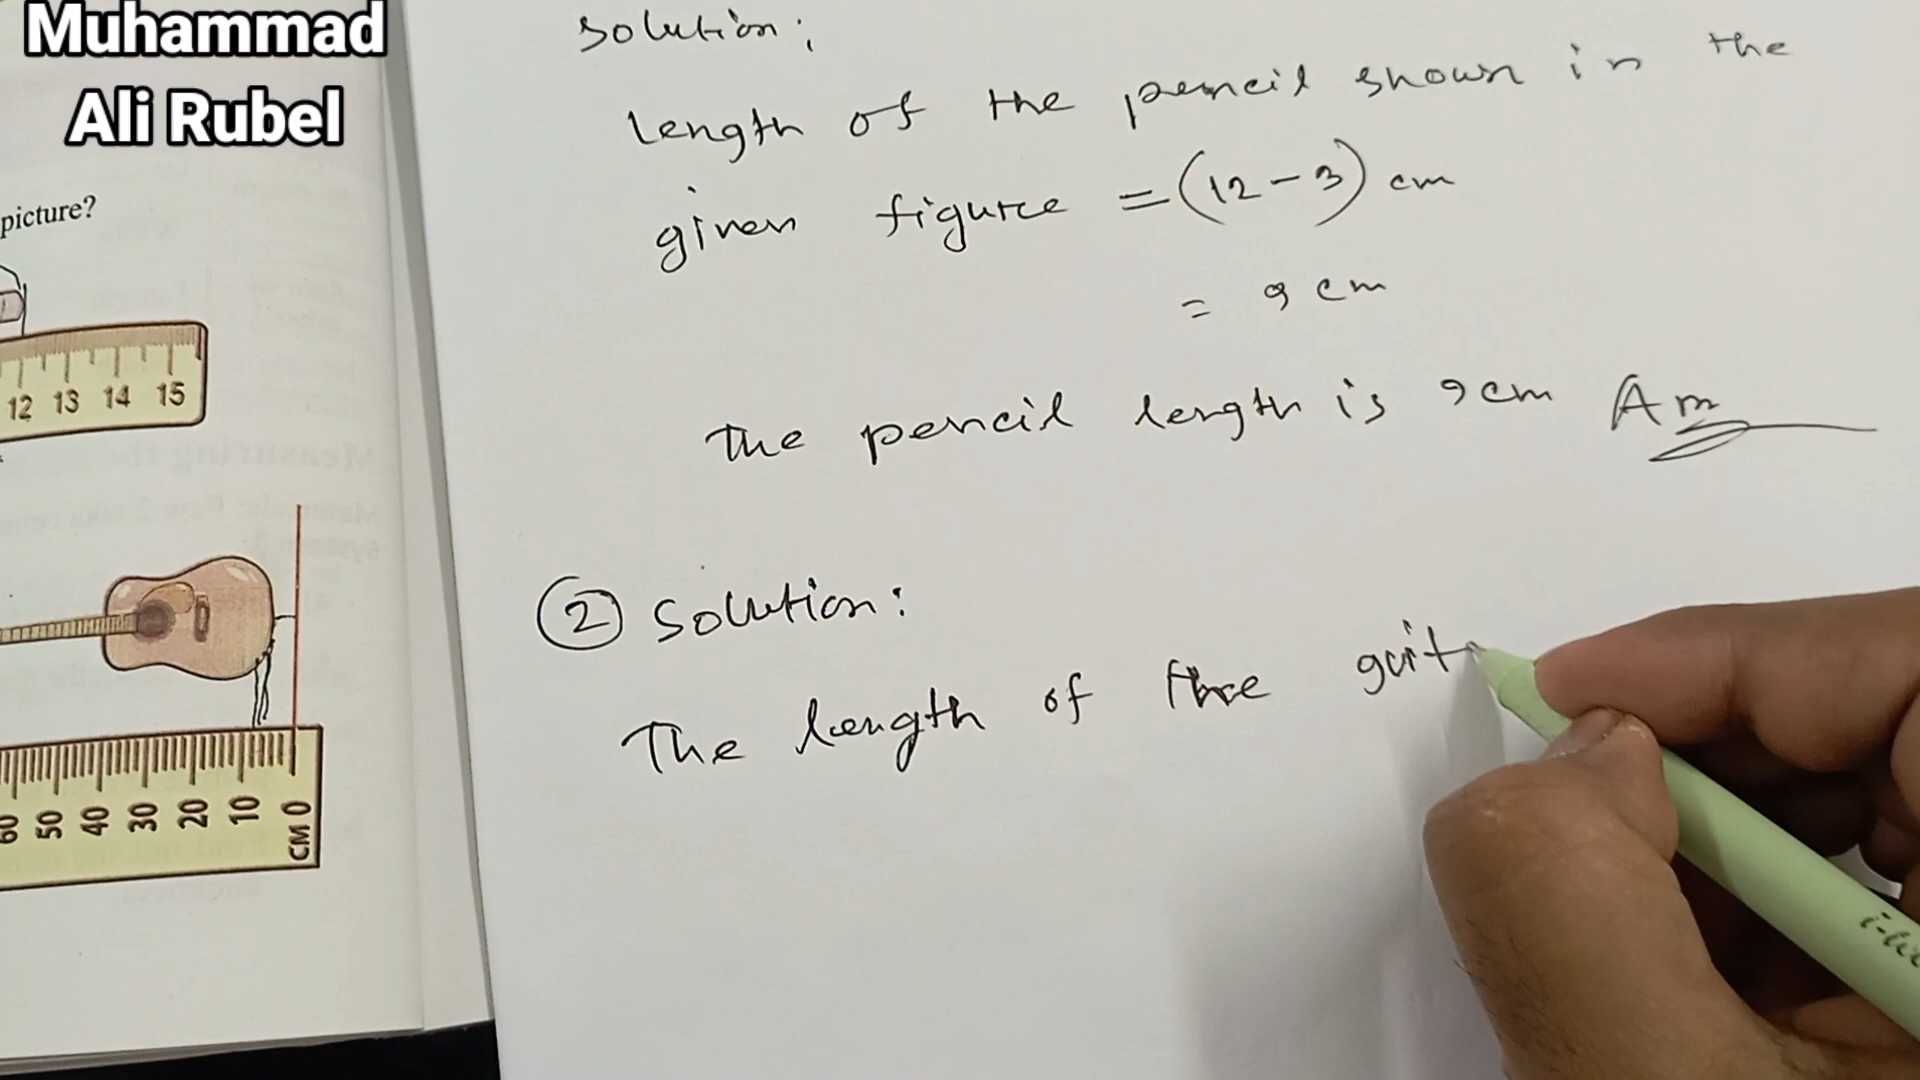 Muhammad
Ali Rubel
picture?
12 13 14 15
60 50 40 30 20 10 CM 0
Solution:
Length of the pencil shown in the
given figure = (12-3) cm
= 9 cm
The pencil length is 9cm
2 Solution:
The length of the guit